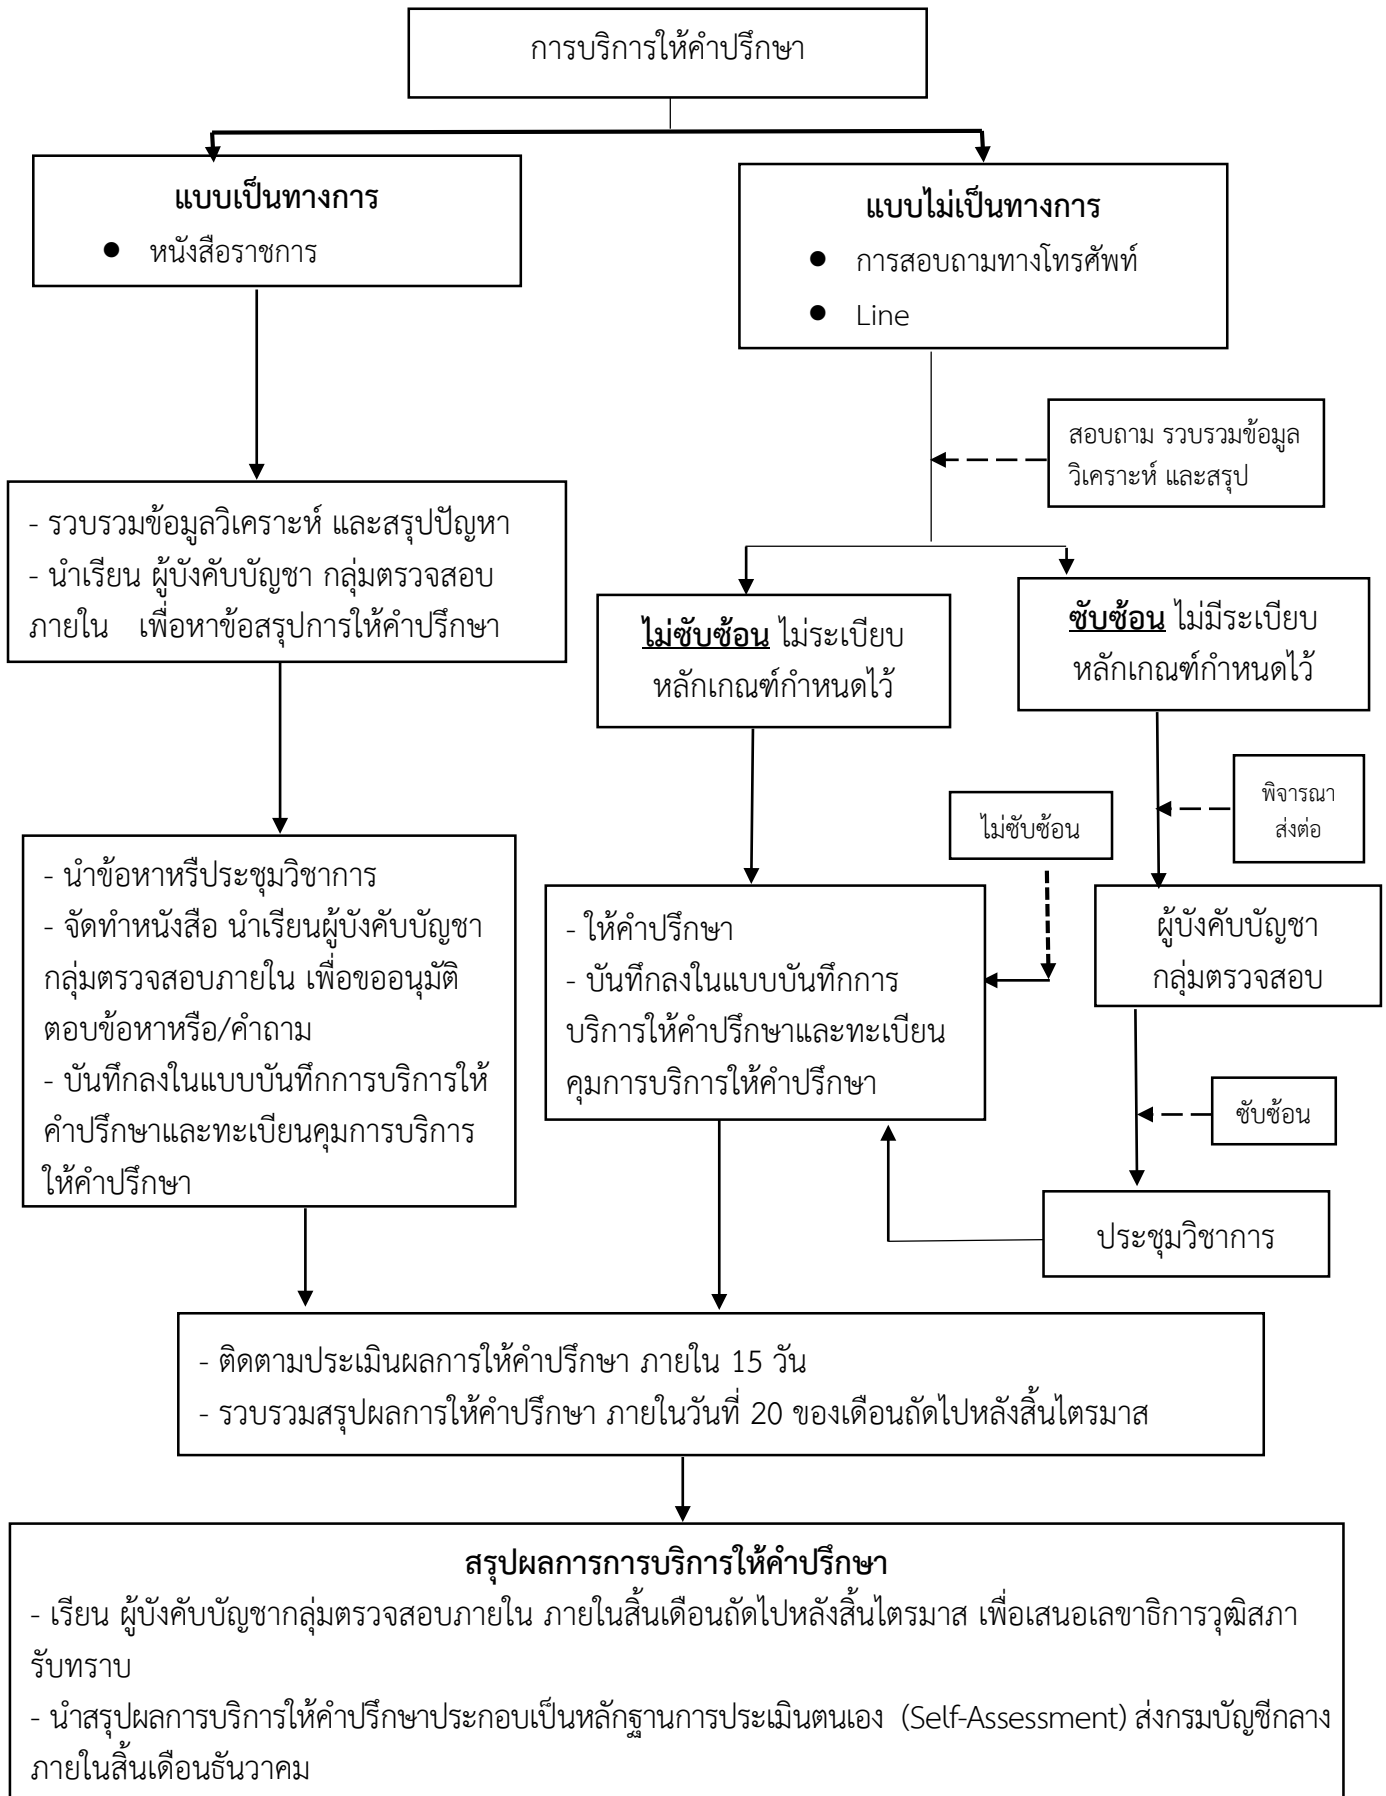 การบริการให้คำปรึกษา
แบบเป็นทางการ
● หนังสือราชการ
แบบไม่เป็นทางการ
● การสอบถามทางโทรศัพท์
● Line
สอบถาม รวบรวมข้อมูล
วิเคราะห์ และสรุป
- รวบรวมข้อมูลวิเคราะห์ และสรุปปัญหา
- นำเรียน ผู้บังคับบัญชา กลุ่มตรวจสอบ
ภายใน เพื่อหาข้อสรุปการให้คำปรึกษา
ไม่ซับซ้อน ไม่ระเบียบ
หลักเกณฑ์กำหนดไว้
ซับซ้อน ไม่มีระเบียบ
หลักเกณฑ์กำหนดไว้
พิจารณา
ส่งต่อ
ไม่ซับซ้อน
- นำข้อหาหรืประชุมวิชาการ
- จัดทำหนังสือ นำเรียนผู้บังคับบัญชา
กลุ่มตรวจสอบภายใน เพื่อขออนุมัติ
ตอบข้อหาหรือ/คำถาม
- บันทึกลงในแบบบันทึกการบริการให้
คำปรึกษาและทะเบียนคุมการบริการ
ให้คำปรึกษา
- ให้คำปรึกษา
- บันทึกลงในแบบบันทึกการ
บริการให้คำปรึกษาและทะเบียน
คุมการบริการให้คำปรึกษา
ผู้บังคับบัญชา
กลุ่มตรวจสอบ
ซับซ้อน
ประชุมวิชาการ
- ติดตามประเมินผลการให้คำปรึกษา ภายใน 15 วัน
- รวบรวมสรุปผลการให้คำปรึกษา ภายในวันที่ 20 ของเดือนถัดไปหลังสิ้นไตรมาส
สรุปผลการการบริการให้คำปรึกษา
- เรียน ผู้บังคับบัญชากลุ่มตรวจสอบภายใน ภายในสิ้นเดือนถัดไปหลังสิ้นไตรมาส เพื่อเสนอเลขาธิการวุฒิสภา
รับทราบ
- นำสรุปผลการบริการให้คำปรึกษาประกอบเป็นหลักฐานการประเมินตนเอง (Self-Assessment) ส่งกรมบัญชีกลาง
ภายในสิ้นเดือนธันวาคม